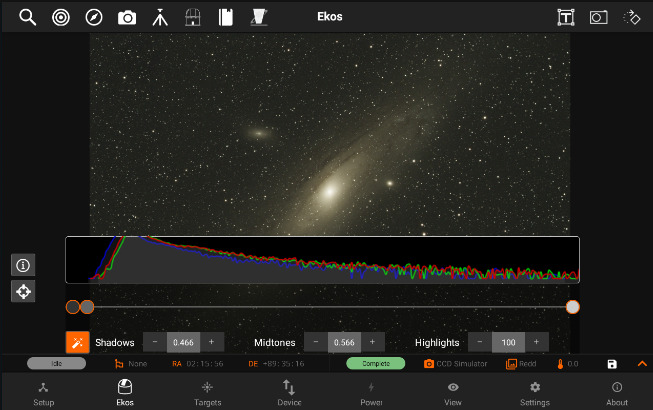 Ekos
T
Shadows − 0.466 + Midtones − 0.566 + Highlights − 100 +
Idle None RA 02:15:56 DE +89:35:16 Complete CCD Simulator Redd 0.0
Setup Ekos Targets Device Power View Settings About